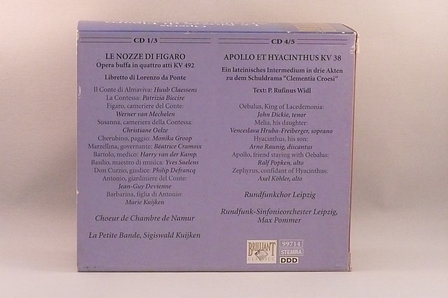 CD 1/3
LE NOZZE DI FIGARO
Opera buffa in quattro atti KV 492
Libretto di Lorenzo da Ponte
Il Conte di Almaviva: Huub Claessens
La Contessa: Patrizia Biccire
Figaro, cameriere del Conte:
Werner van Mechelen
Susanna, cameriera della Contessa:
Christiane Oelze
Cherubino, paggio: Monika Groop
Marzellina, governante: Béatrice Cramoix
Bartolo, medico: Harry van der Kamp
Basilio, maestro di musica: Yves Saelens
Don Curzio, giudice: Philip Defrancq
Antonio, gianliniere del Conte:
Jean-Guy Devienne
Barbarina, figlia di Antonio:
Marie Kuijken
Choeur de Chambre de Namur
La Petite Bande, Sigiswald Kuijken
CD 4/5
APOLLO ET HYACINTHUS KV 38
Ein lateinisches Intermedium in drei Akten
zu dem Schuldrama "Clementia Croesi"
Text: P. Rufinus Widl
Oebalus, King of Lacedemonia:
John Dickie, tenor
Melia, his daughter:
Venceslava Hruba-Freiberger, soprano
Hyacinthus, his son:
Arno Raunig, discantus
Apollo, friend staying with Oebalus:
Ralf Popken, alto
Zephyrus, confidant of Hyacinthus:
Axel Köhler, alto
Rundfunkchor Leipzig
Rundfunk-Sinfonieorchester Leipzig,
Max Pommer
BRILLIANT
CLASSICS
99714
STEMRA
DDD